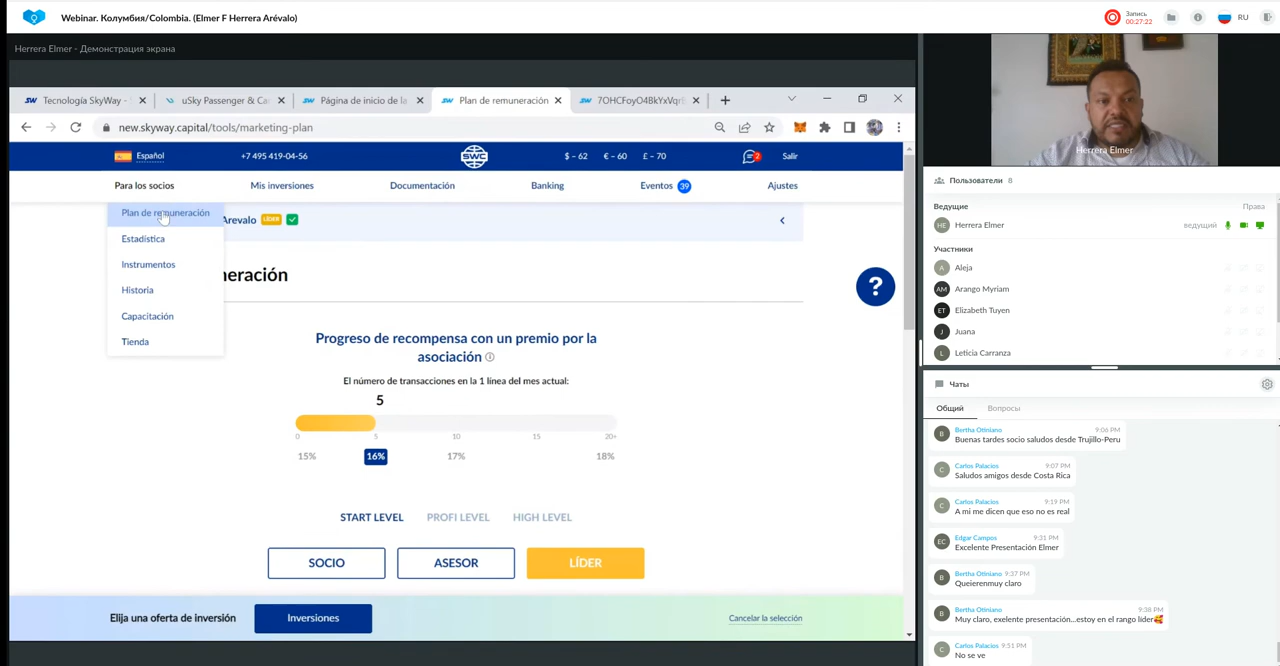 Webinar. Колумбия/Colombia. (Elmer F Herrera Arévalo)
Запись
00:27:22
RU
Herrera Elmer - Демонстрация экрана
Tecnología SkyWay -
uSky Passenger & Ca
Página de inicio de la
Plan de remuneración
7OHCFoyO4BkYxVqr
new.skyway.capital/tools/marketing-plan
Español
+7 495 419-04-56
SWC
$ – 62
€ – 60
£ – 70
2
Salir
Para los socios
Mis inversiones
Documentación
Banking
Eventos 39
Ajustes
Plan de remuneración
Estadística
Instrumentos
Historia
Capacitación
Tienda
Arevalo LÍDER
neración
?
Progreso de recompensa con un premio por la
asociación
El número de transacciones en la 1 línea del mes actual:
5
0 5 10 15 20+
15% 16% 17% 18%
START LEVEL PROFI LEVEL HIGH LEVEL
SOCIO ASESOR LÍDER
Elija una oferta de inversión
Inversiones
Cancelar la selección
Herrera Elmer
Пользователи 8
Ведущие
Права
HE Herrera Elmer
ведущий
Участники
A Aleja
AM Arango Myriam
ET Elizabeth Tuyen
J Juana
L Leticia Carranza
Чаты
Общий
Вопросы
B Bertha Otiniano 9:06 PM
Buenas tardes socio saludos desde Trujillo-Peru
C Carlos Palacios 9:07 PM
Saludos amigos desde Costa Rica
C Carlos Palacios 9:19 PM
A mi me dicen que eso no es real
EC Edgar Campos 9:31 PM
Excelente Presentación Elmer
B Bertha Otiniano 9:37 PM
Queierenmuy claro
B Bertha Otiniano 9:38 PM
Muy claro, exelente presentación...estoy en el rango líder🥰
C Carlos Palacios 9:51 PM
No se ve